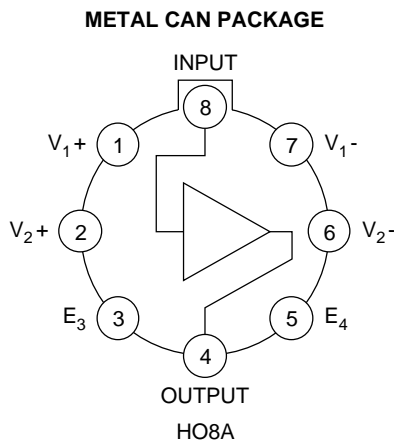 METAL CAN PACKAGE
INPUT
8
V1+ 1 7 V1-
V2+ 2 6 V2-
E3 3 5 E4
4
OUTPUT
HO8A